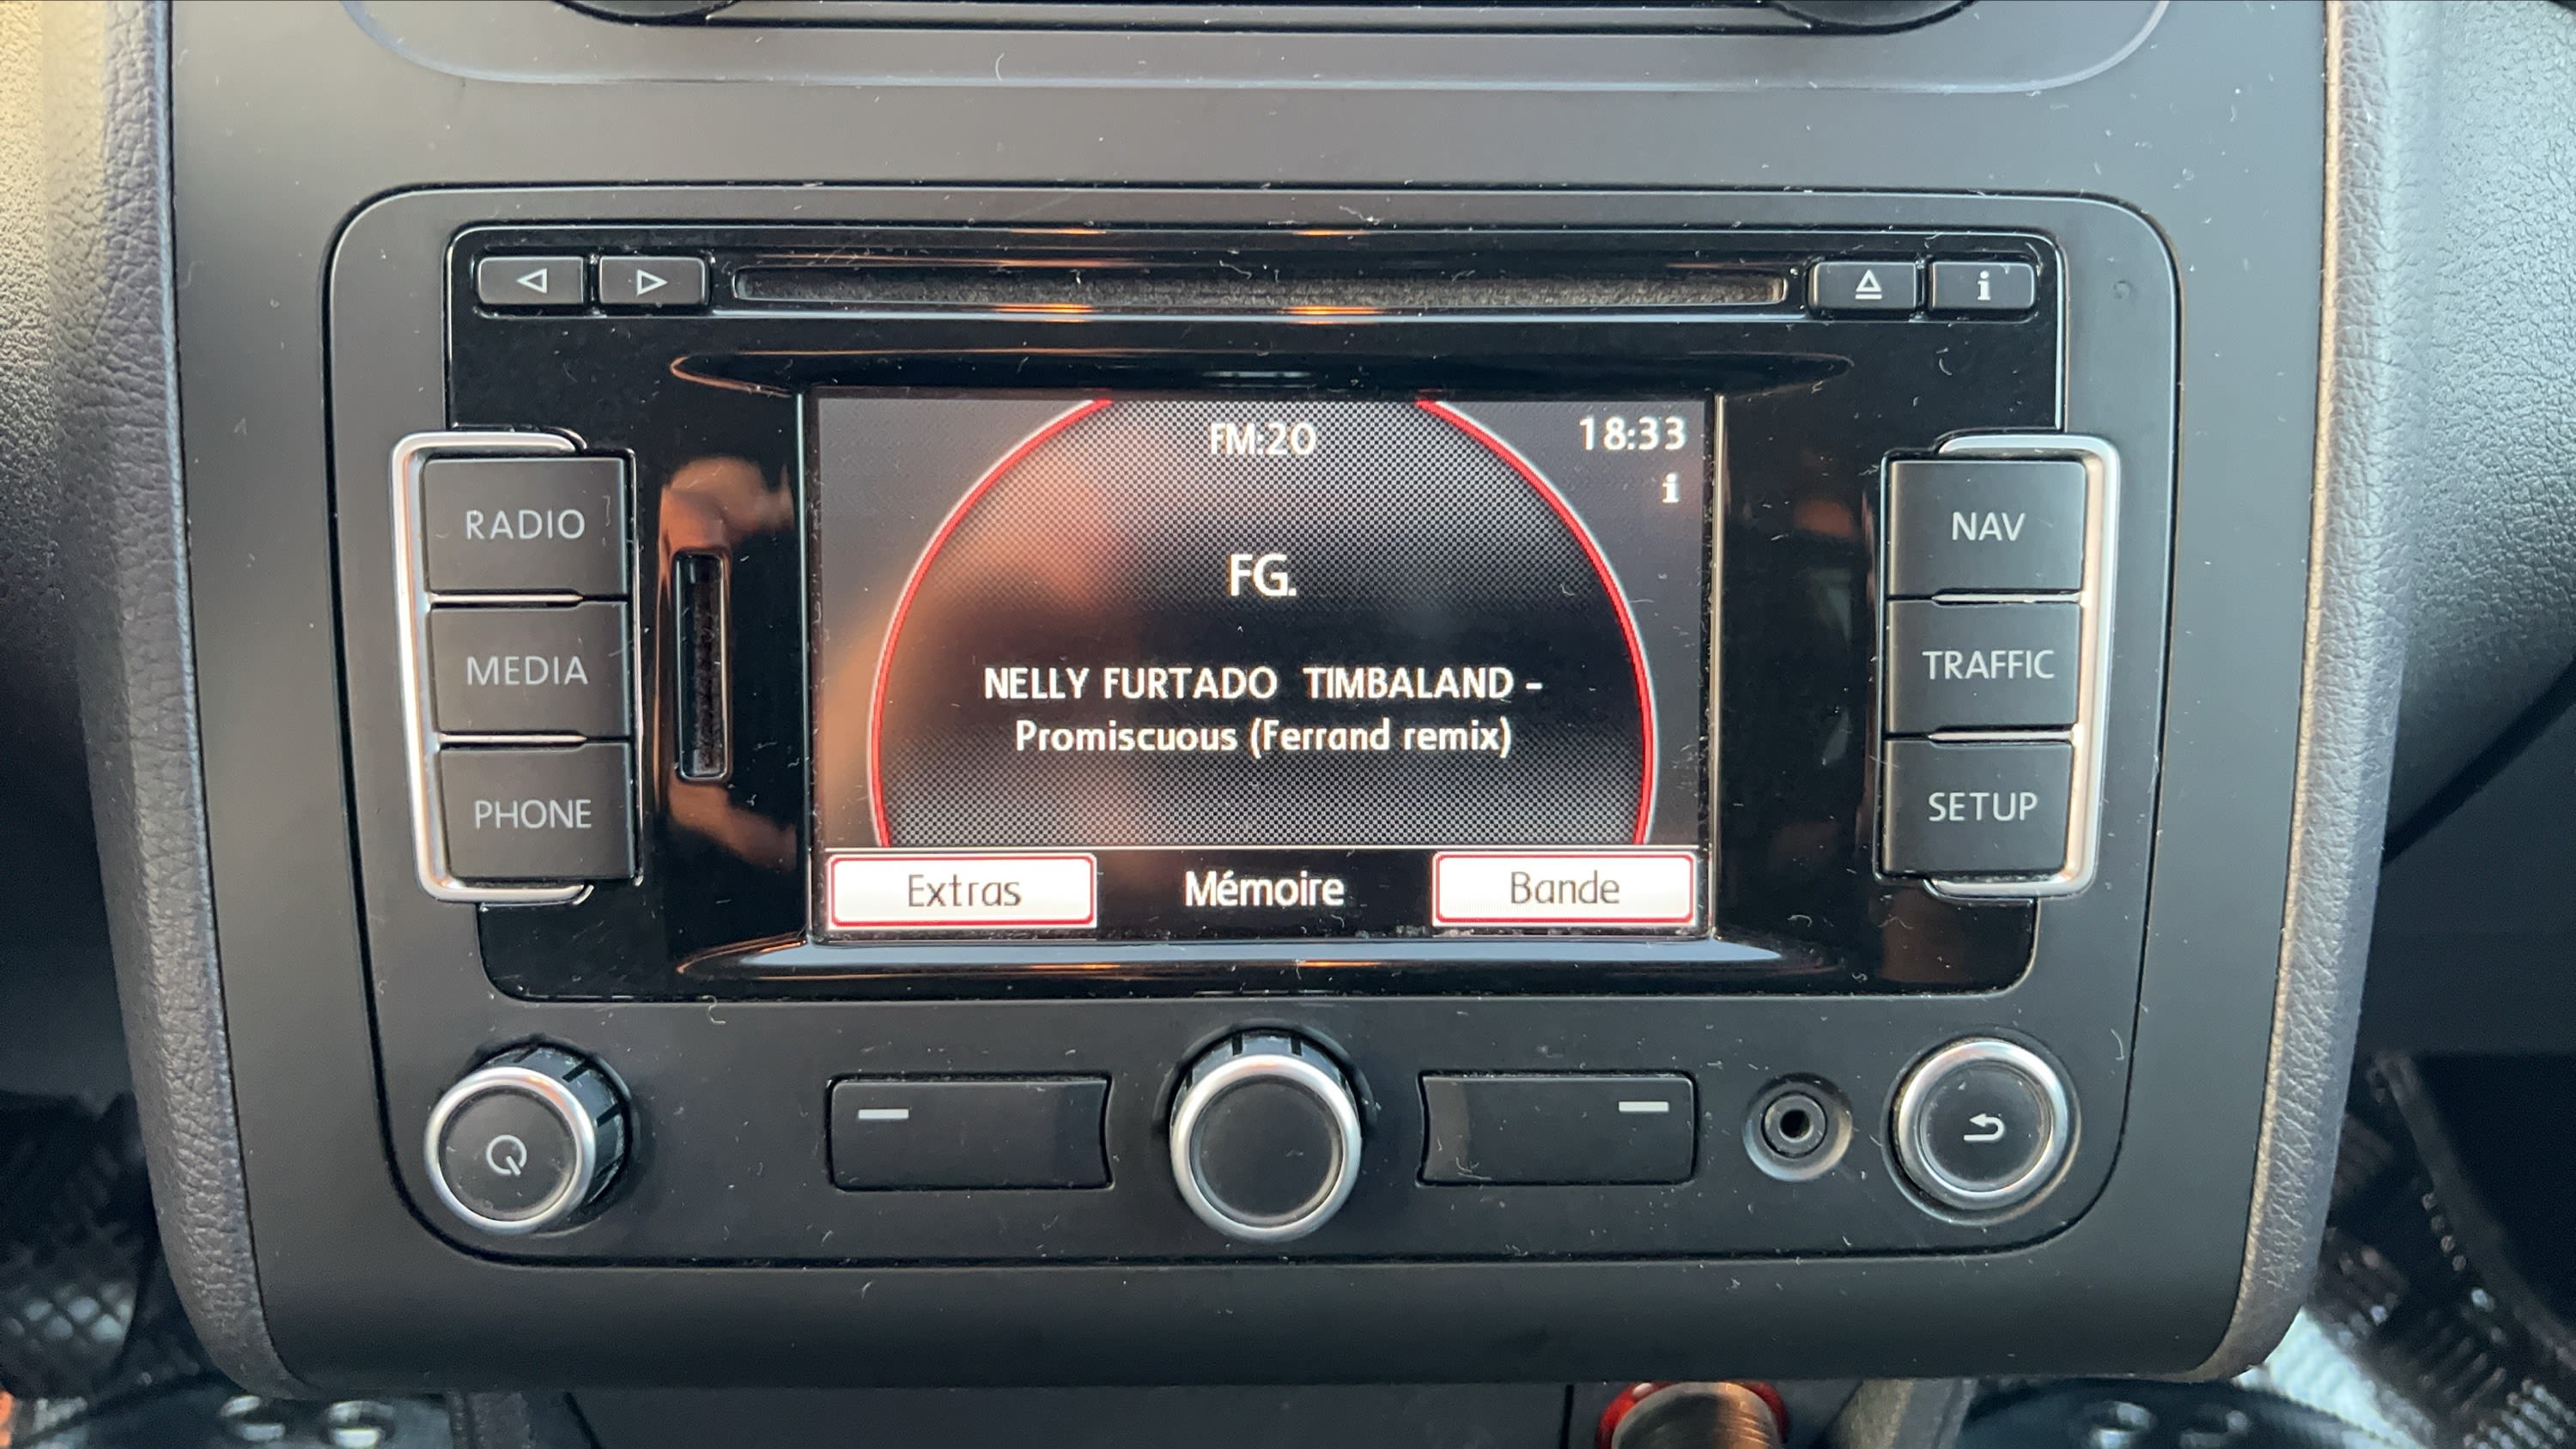 i
FM:20
18:33
i
FG.
NELLY FURTADO  TIMBALAND -
Promiscuous (Ferrand remix)
Extras
Mémoire
Bande
RADIO
MEDIA
PHONE
NAV
TRAFFIC
SETUP